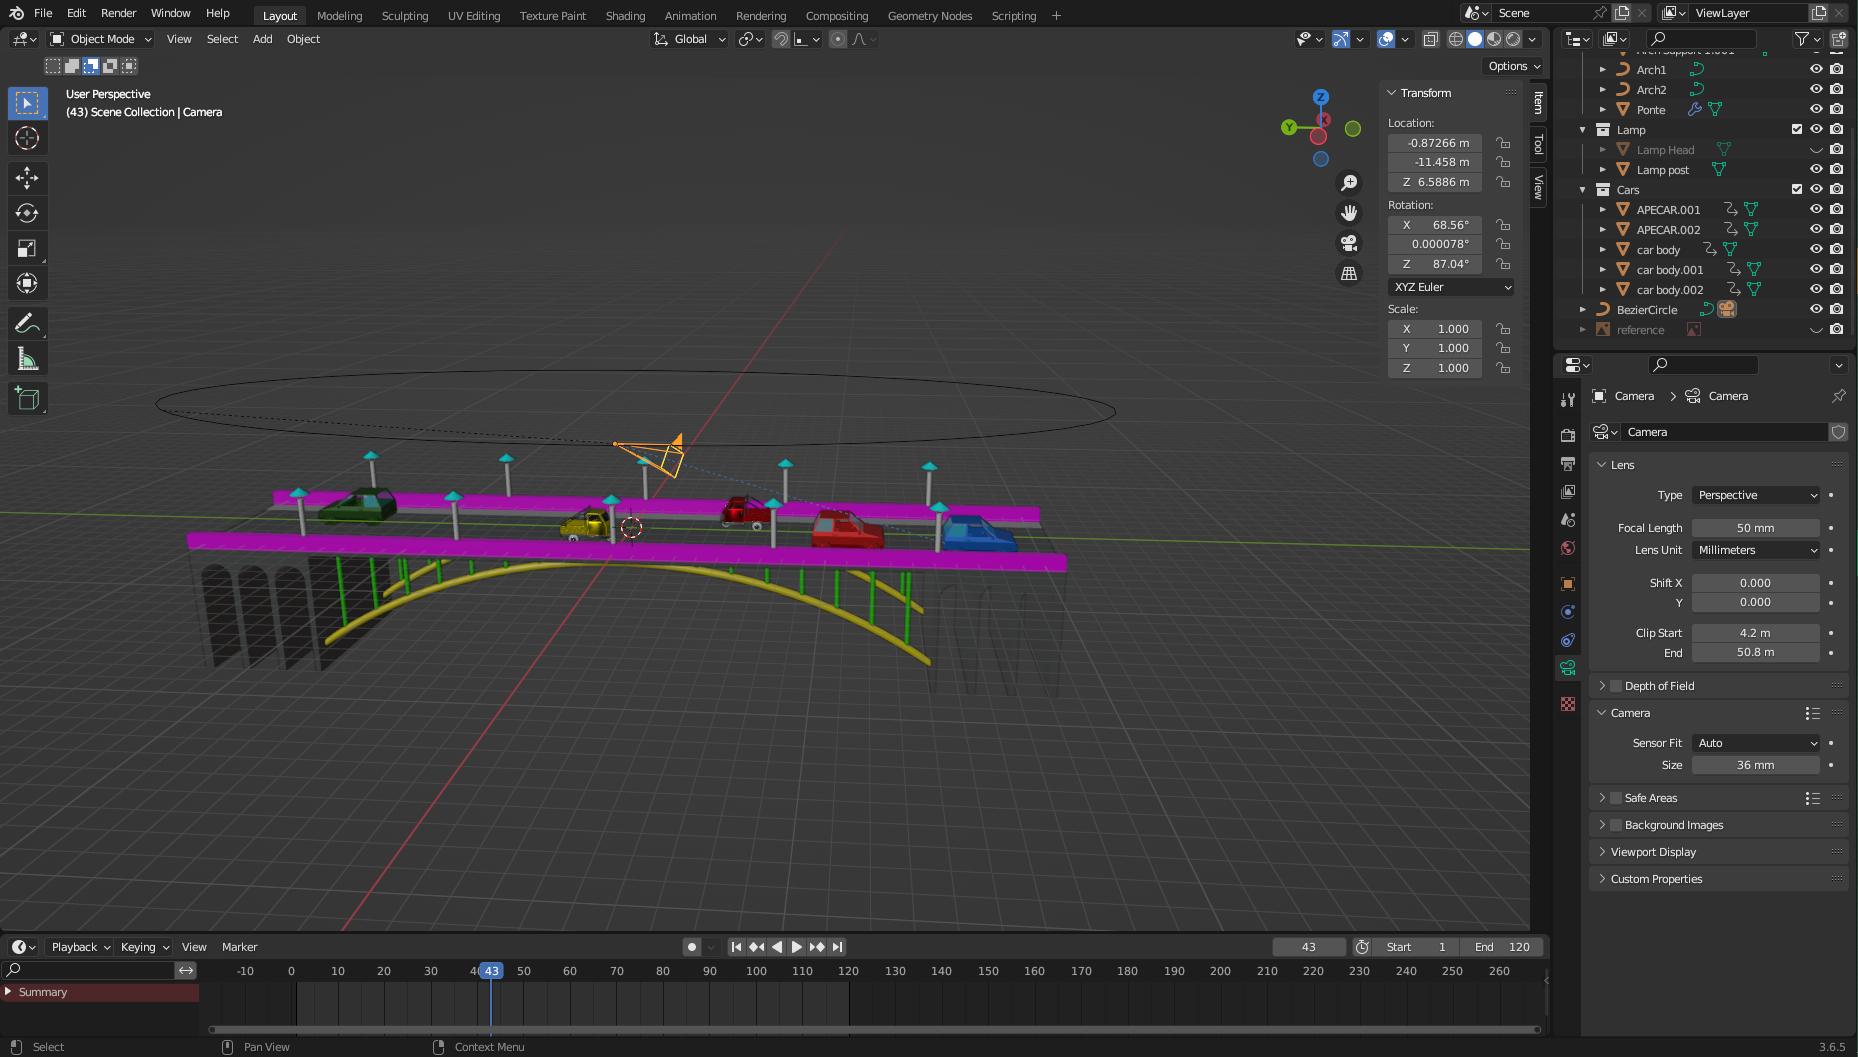 File Edit Render Window Help
Layout Modeling Sculpting UV Editing Texture Paint Shading Animation Rendering Compositing Geometry Nodes Scripting +
Scene
ViewLayer
Object Mode View Select Add Object
Global
Options
User Perspective
(43) Scene Collection | Camera
Z
X
Y
Item
Tool
View
Transform
Location:
-0.87266 m
-11.458 m
Z 6.5886 m
Rotation:
X 68.56°
0.000078°
Z 87.04°
XYZ Euler
Scale:
X 1.000
Y 1.000
Z 1.000
Arch1
Arch2
Ponte
Lamp
Lamp Head
Lamp post
Cars
APECAR.001
APECAR.002
car body
car body.001
car body.002
BezierCircle
reference
Camera > Camera
Camera
Lens
Type Perspective
Focal Length 50 mm
Lens Unit Millimeters
Shift X 0.000
Y 0.000
Clip Start 4.2 m
End 50.8 m
Depth of Field
Camera
Sensor Fit Auto
Size 36 mm
Safe Areas
Background Images
Viewport Display
Custom Properties
Playback Keying View Marker
43
Start 1
End 120
-10 0 10 20 30 43 50 60 70 80 90 100 110 120 130 140 150 160 170 180 190 200 210 220 230 240 250 260
Summary
Select
Pan View
Context Menu
3.6.5